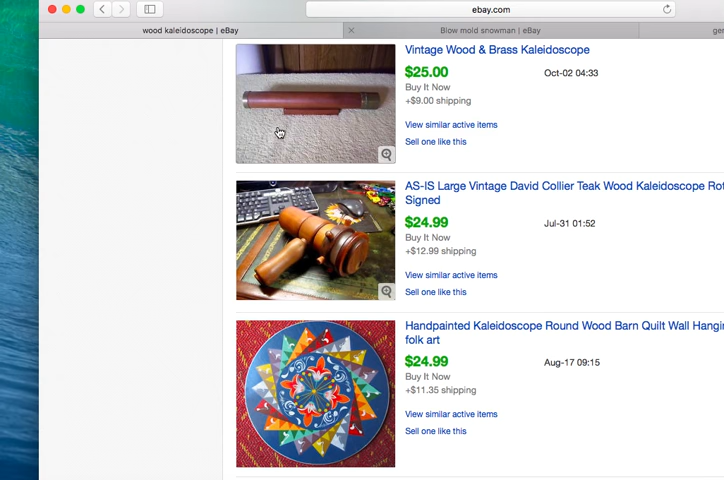 ebay.com
wood kaleidoscope | eBay
Blow mold snowman | eBay
Vintage Wood & Brass Kaleidoscope
$25.00
Oct-02 04:33
Buy It Now
+$9.00 shipping
View similar active items
Sell one like this
AS-IS Large Vintage David Collier Teak Wood Kaleidoscope
Signed
$24.99
Jul-31 01:52
Buy It Now
+$12.99 shipping
View similar active items
Sell one like this
Handpainted Kaleidoscope Round Wood Barn Quilt Wall
folk art
$24.99
Aug-17 09:15
Buy It Now
+$11.35 shipping
View similar active items
Sell one like this